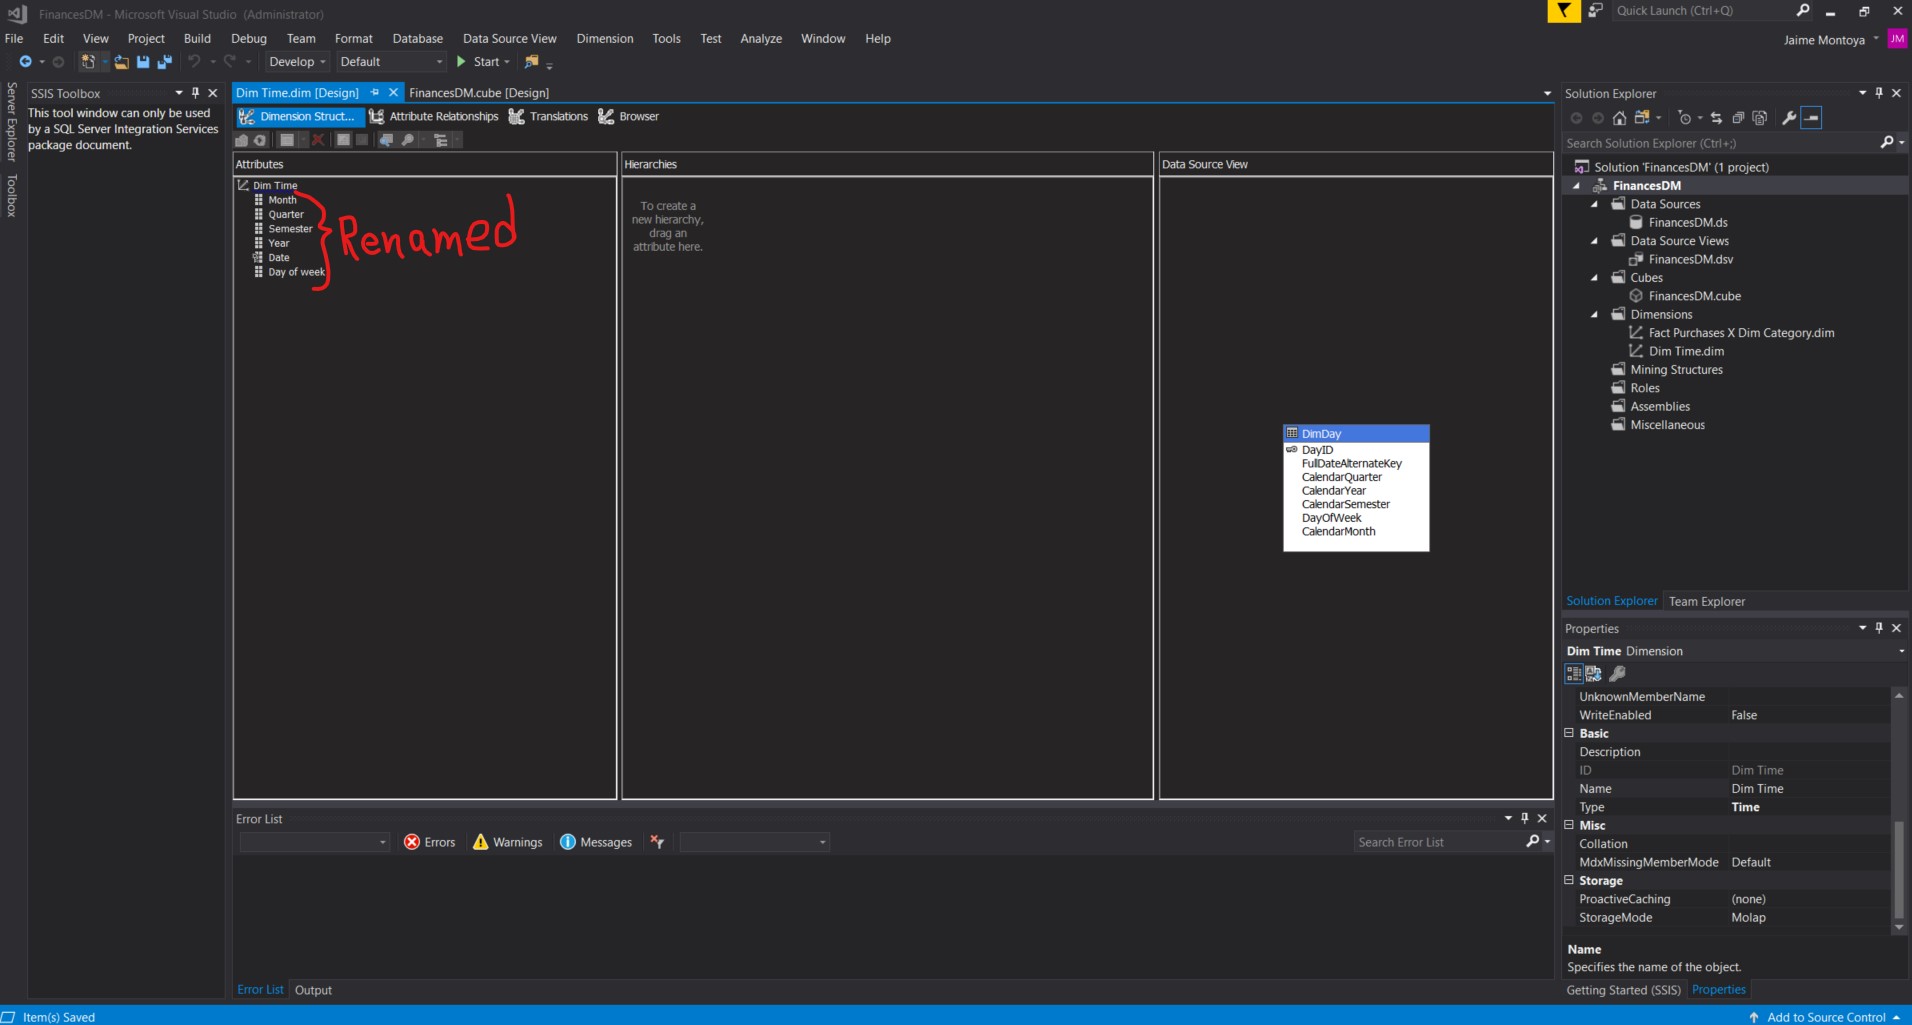 FinancesDM - Microsoft Visual Studio (Administrator)
Quick Launch (Ctrl+Q)
File Edit View Project Build Debug Team Format Database Data Source View Dimension Tools Test Analyze Window Help
Jaime Montoya JM
Develop Default Start
Server Explorer
Toolbox
SSIS Toolbox
This tool window can only be used
by a SQL Server Integration Services
package document.
Dim Time.dim [Design] FinancesDM.cube [Design]
Dimension Struct... Attribute Relationships Translations Browser
Attributes
Dim Time
Month
Quarter
Semester
Year
Date
Day of week
Renamed
Hierarchies
To create a
new hierarchy,
drag an
attribute here.
Data Source View
DimDay
DayID
FullDateAlternateKey
CalendarQuarter
CalendarYear
CalendarSemester
DayOfWeek
CalendarMonth
Error List
Errors Warnings Messages
Search Error List
Error List Output
Solution Explorer
Search Solution Explorer (Ctrl+;)
Solution 'FinancesDM' (1 project)
FinancesDM
Data Sources
FinancesDM.ds
Data Source Views
FinancesDM.dsv
Cubes
FinancesDM.cube
Dimensions
Fact Purchases X Dim Category.dim
Dim Time.dim
Mining Structures
Roles
Assemblies
Miscellaneous
Solution Explorer Team Explorer
Properties
Dim Time Dimension
UnknownMemberName
WriteEnabled False
Basic
Description
ID Dim Time
Name Dim Time
Type Time
Misc
Collation
MdxMissingMemberMode Default
Storage
ProactiveCaching (none)
StorageMode Molap
Name
Specifies the name of the object.
Getting Started (SSIS) Properties
Item(s) Saved
Add to Source Control